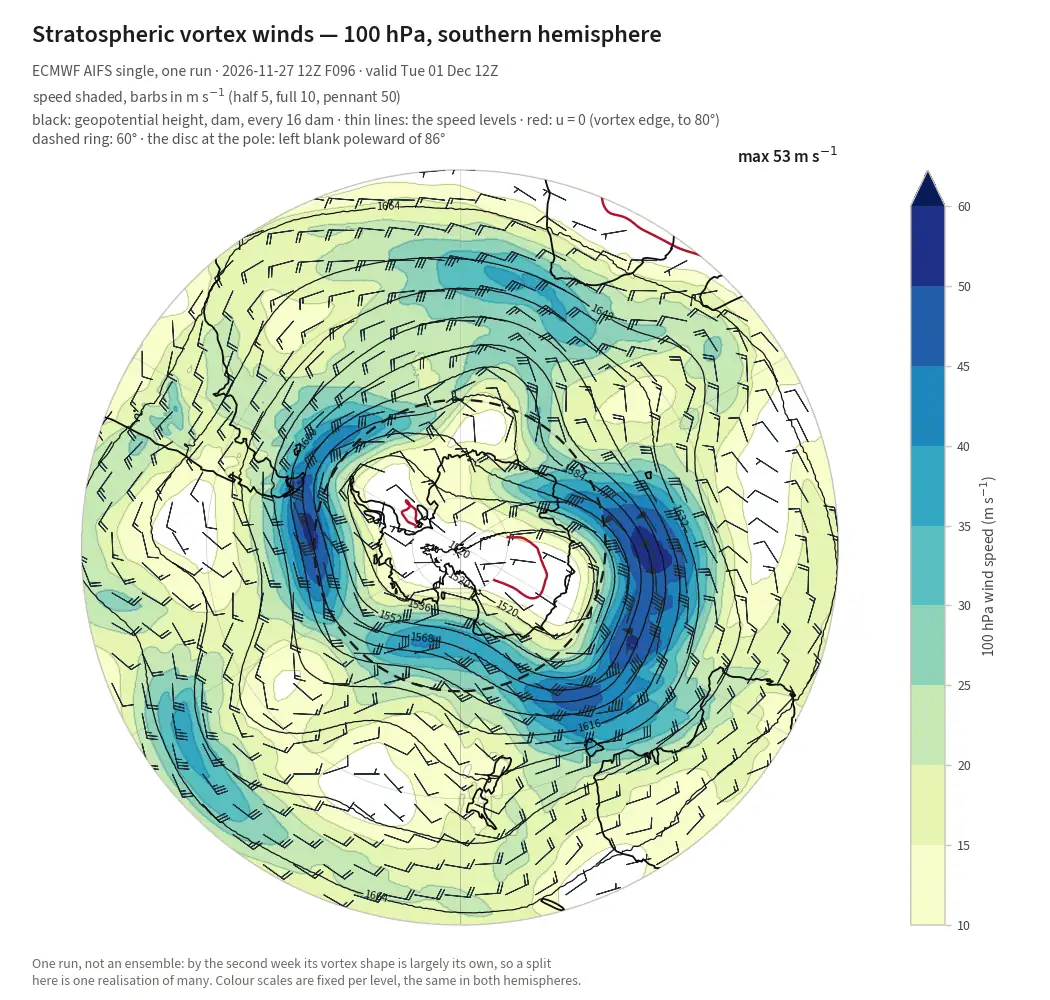 Stratospheric vortex winds — 100 hPa, southern hemisphere
ECMWF AIFS single, one run · 2026-11-27 12Z F096 · valid Tue 01 Dec 12Z
speed shaded, barbs in m s⁻¹ (half 5, full 10, pennant 50)
black: geopotential height, dam, every 16 dam · thin lines: the speed levels · red: u = 0 (vortex edge, to 80°)
dashed ring: 60° · the disc at the pole: left blank poleward of 86°
max 53 m s⁻¹
60
50
45
40
35
30
25
20
15
10
100 hPa wind speed (m s⁻¹)
1664
1520
1536
1520
1552
1568
1616
1664
One run, not an ensemble: by the second week its vortex shape is largely its own, so a split
here is one realisation of many. Colour scales are fixed per level, the same in both hemispheres.